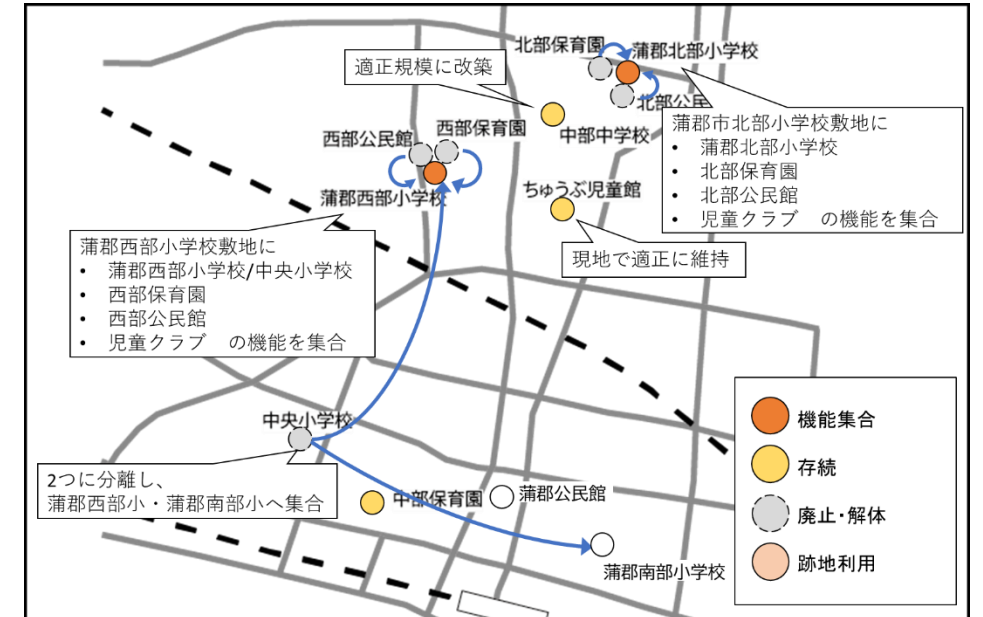 北部保育園
蒲郡北部小学校
適正規模に改築
北部公民
中部中学校
蒲郡市北部小学校敷地に
• 蒲郡北部小学校
• 北部保育園
• 北部公民館
• 児童クラブ の機能を集合
西部公民館
西部保育園
蒲郡西部小学校
ちゅうぶ児童館
現地で適正に維持
蒲郡西部小学校敷地に
• 蒲郡西部小学校/中央小学校
• 西部保育園
• 西部公民館
• 児童クラブ の機能を集合
中央小学校
2つに分離し、
蒲郡西部小・蒲郡南部小へ集合
中部保育園
蒲郡公民館
蒲郡南部小学校
機能集合
存続
廃止・解体
跡地利用